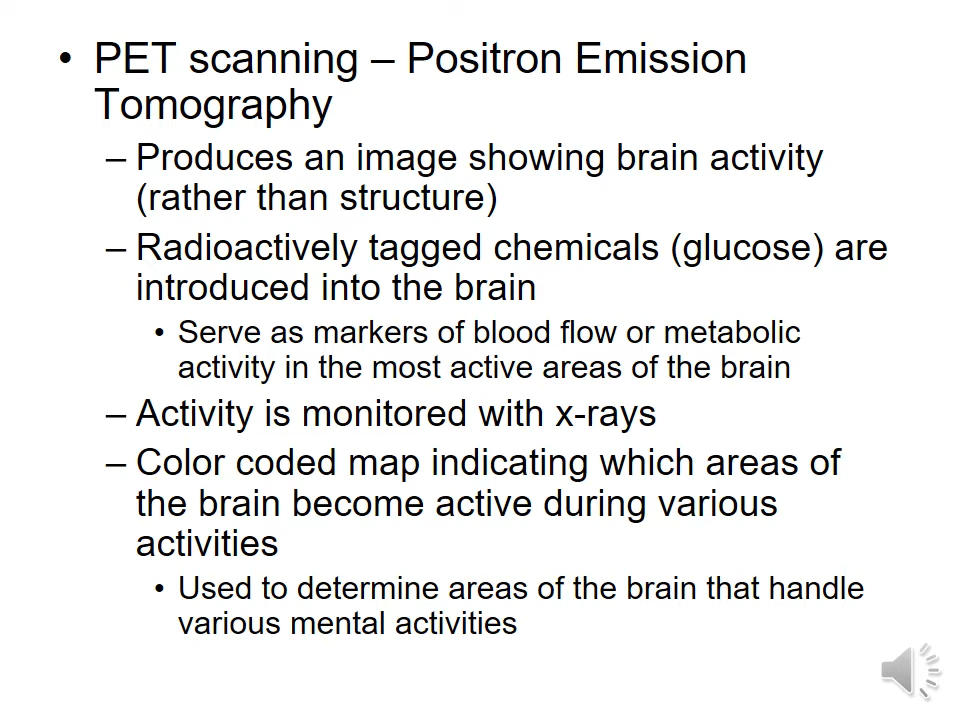 • PET scanning – Positron Emission
Tomography
– Produces an image showing brain activity
(rather than structure)
– Radioactively tagged chemicals (glucose) are
introduced into the brain
• Serve as markers of blood flow or metabolic
activity in the most active areas of the brain
– Activity is monitored with x-rays
– Color coded map indicating which areas of
the brain become active during various
activities
• Used to determine areas of the brain that handle
various mental activities